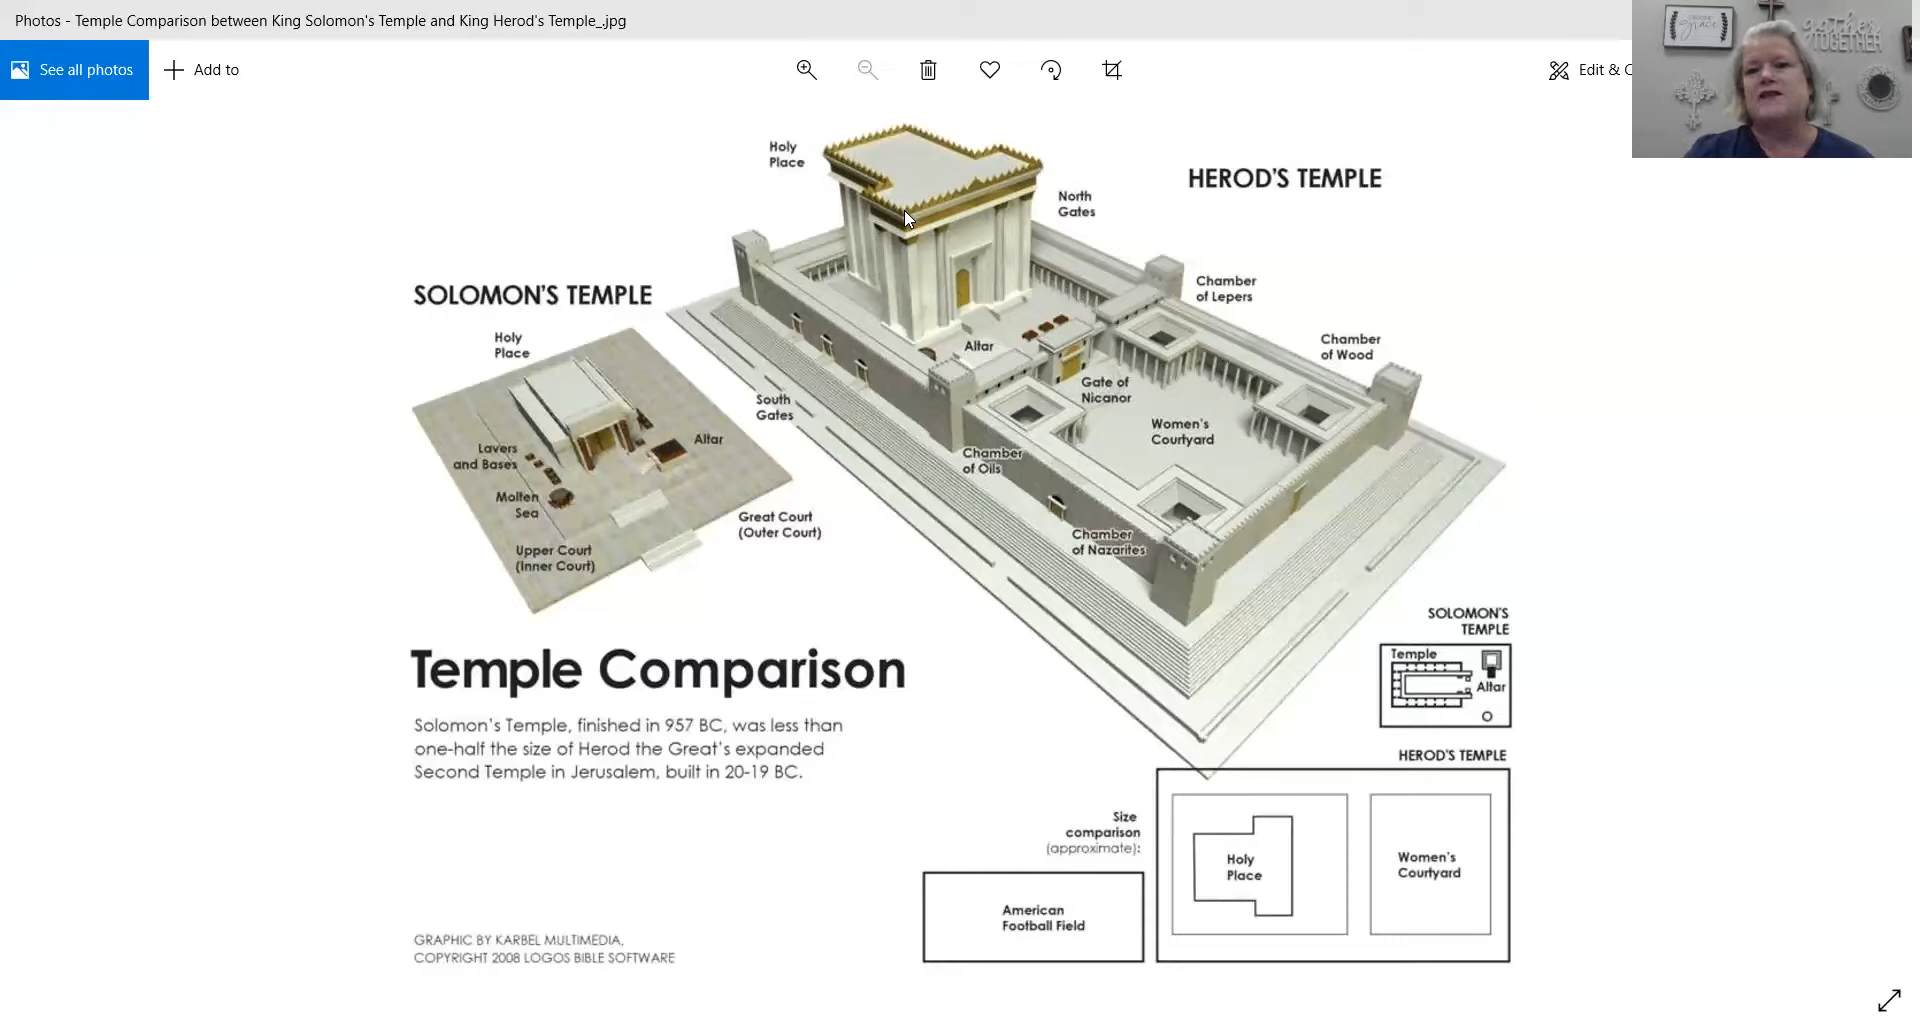 Photos - Temple Comparison between King Solomon's Temple and King Herod's Temple_.jpg
See all photos
Add to
Edit & C
gather
TOGETHER
grace
HEROD'S TEMPLE
Holy
Place
North
Gates
Chamber
of Lepers
Chamber
of Wood
Altar
Gate of
Nicanor
Women's
Courtyard
South
Gates
Chamber
of Oils
Chamber
of Nazarites
SOLOMON'S TEMPLE
Holy
Place
Lavers
and Bases
Altar
Molten
Sea
Great Court
(Outer Court)
Upper Court
(Inner Court)
Temple Comparison
Solomon's Temple, finished in 957 BC, was less than
one-half the size of Herod the Great's expanded
Second Temple in Jerusalem, built in 20-19 BC.
SOLOMON'S
TEMPLE
Temple
Altar
HEROD'S TEMPLE
Size
comparison
(approximate):
Holy
Place
Women's
Courtyard
American
Football Field
GRAPHIC BY KARBEL MULTIMEDIA,
COPYRIGHT 2008 LOGOS BIBLE SOFTWARE